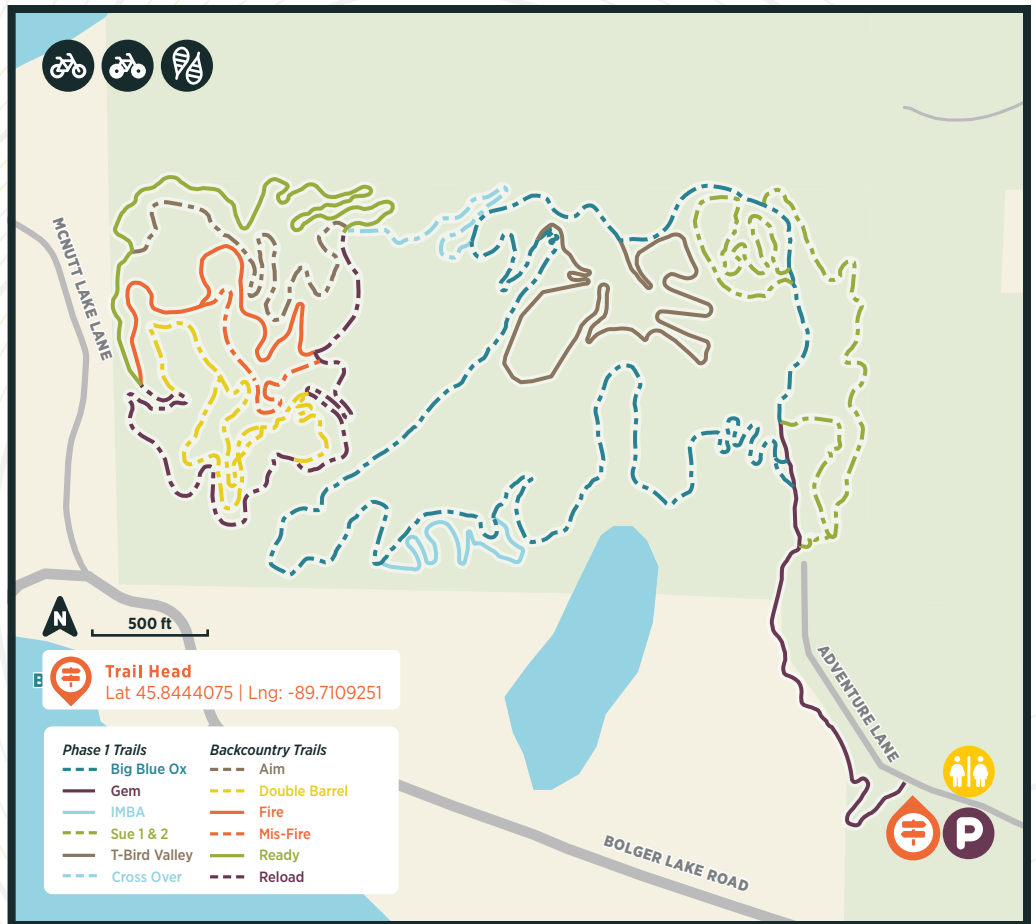 MCNUTT LAKE LANE
N
500 ft
B
Trail Head
Lat 45.8444075 | Lng: -89.7109251
ADVENTURE LANE
Phase 1 Trails
Big Blue Ox
Gem
IMBA
Sue 1 & 2
T-Bird Valley
Cross Over
Backcountry Trails
Aim
Double Barrel
Fire
Mis-Fire
Ready
Reload
P
BOLGER LAKE ROAD